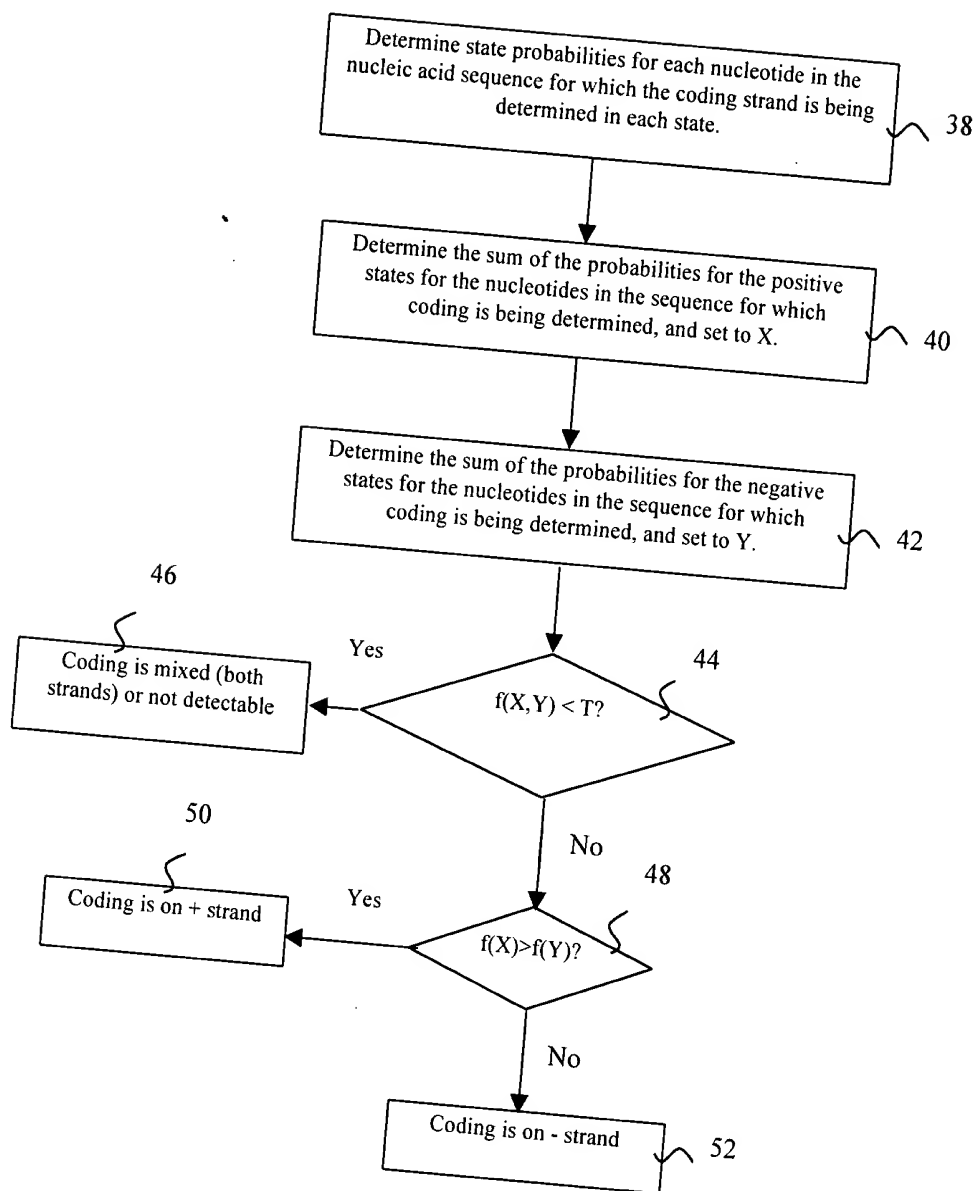 Determine state probabilities for each nucleotide in the
nucleic acid sequence for which the coding strand is being
determined in each state.
38
Determine the sum of the probabilities for the positive
states for the nucleotides in the sequence for which
coding is being determined, and set to X.
40
Determine the sum of the probabilities for the negative
states for the nucleotides in the sequence for which
coding is being determined, and set to Y.
42
46
Yes
44
Coding is mixed (both
strands) or not detectable
f(X,Y) < T?
50
No
48
Yes
Coding is on + strand
f(X)>f(Y)?
No
Coding is on - strand
52